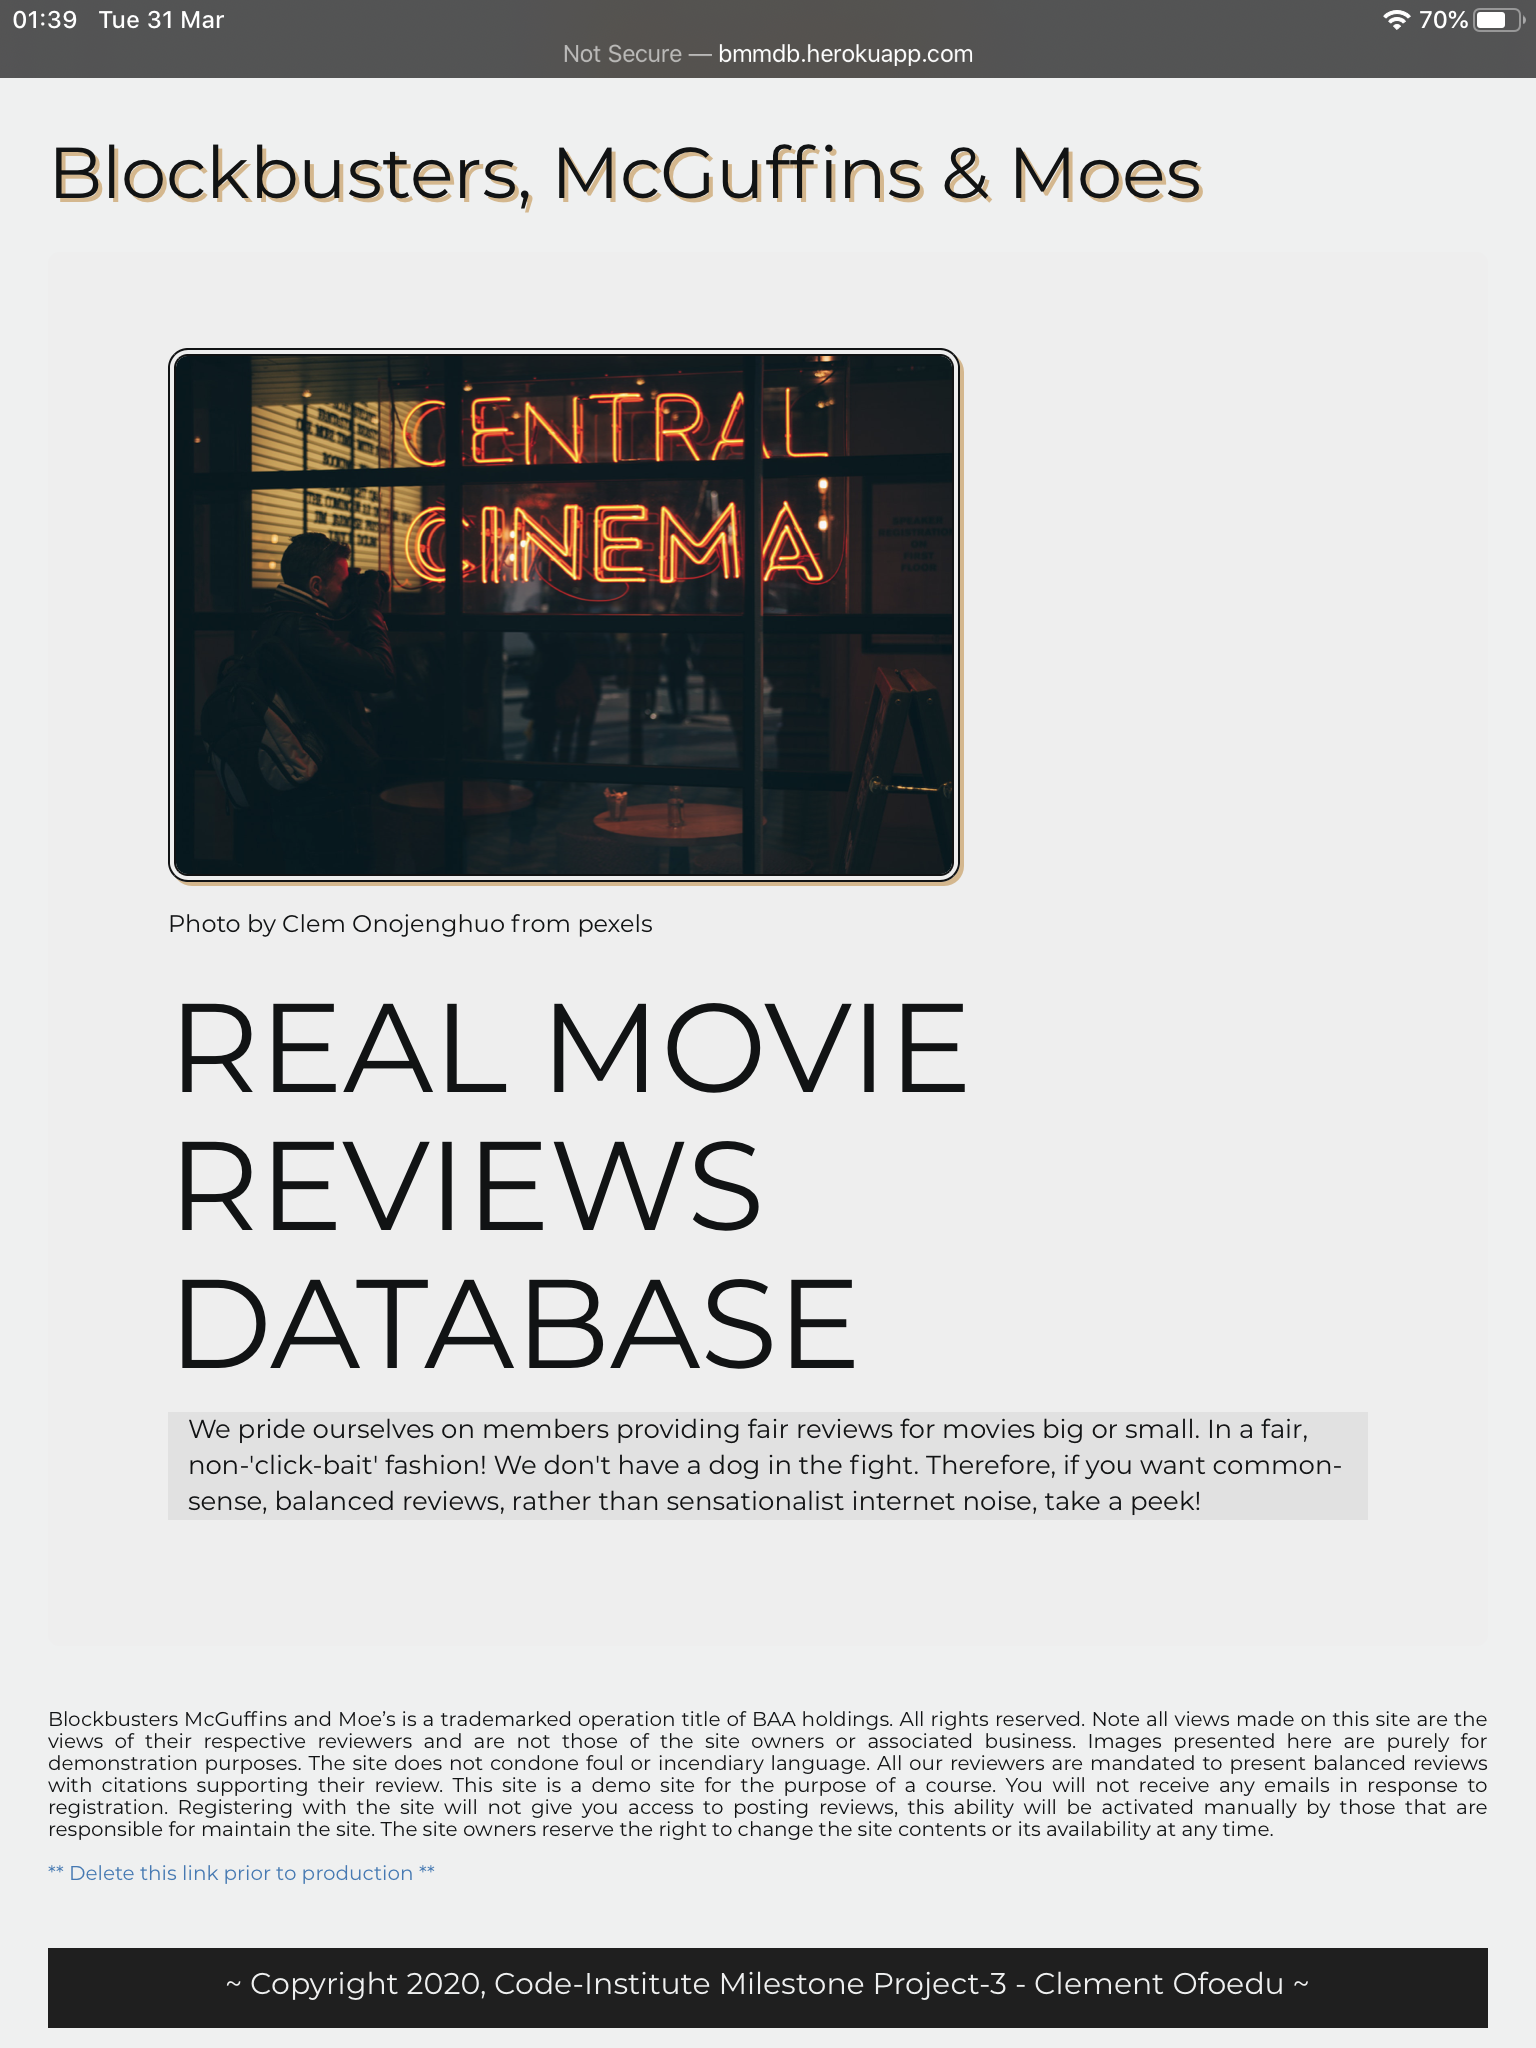 01:39 Tue 31 Mar
70%
Not Secure — bmmdb.herokuapp.com
Blockbusters, McGuffins & Moes
CENTRAL
CINEMA
SPEAKER
REGISTRATION
ON
FIRST
FLOOR
Photo by Clem Onojenghuo from pexels
REAL MOVIE
REVIEWS
DATABASE
We pride ourselves on members providing fair reviews for movies big or small. In a fair,
non-'click-bait' fashion! We don't have a dog in the fight. Therefore, if you want common-
sense, balanced reviews, rather than sensationalist internet noise, take a peek!
Blockbusters McGuffins and Moe’s is a trademarked operation title of BAA holdings. All rights reserved. Note all views made on this site are the
views of their respective reviewers and are not those of the site owners or associated business. Images presented here are purely for
demonstration purposes. The site does not condone foul or incendiary language. All our reviewers are mandated to present balanced reviews
with citations supporting their review. This site is a demo site for the purpose of a course. You will not receive any emails in response to
registration. Registering with the site will not give you access to posting reviews, this ability will be activated manually by those that are
responsible for maintain the site. The site owners reserve the right to change the site contents or its availability at any time.
** Delete this link prior to production **
~ Copyright 2020, Code-Institute Milestone Project-3 - Clement Ofoedu ~